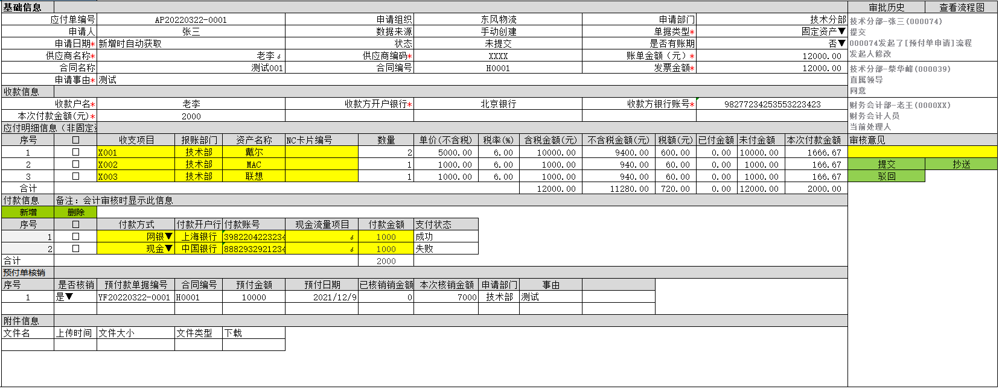 基础信息 审批历史 查看流程图
应付单编号 AP20220322-0001 申请组织 东风物流 申请部门 技术分部
申请人 张三 数据来源 手动创建 单据类型* 固定资产▼
申请日期* 新增时自动获取 状态 未提交 是否有账期 否▼
供应商名称* 老李 供应商编码* XXXX 账单金额（元）* 12000.00
合同名称 测试001 合同编号 H0001 发票金额* 12000.00
申请事由* 测试
收款信息
收款户名* 老李 收款方开户银行* 北京银行 收款方银行账号* 98277234253553223423
本次付款金额(元)* 2000
应付明细信息（非固定资
序号 □ 收支项目 报账部门 资产名称 NC卡片编号 数量 单价(不含税) 税率(%) 含税金额(元) 不含税金额(元) 税额(元) 已付金额 未付金额 本次付款金额
1 □ X001 技术部 戴尔 2 5000.00 6.00 10000.00 9400.00 600.00 0.00 10000.00 1666.67
2 □ X002 技术部 MAC 1 1000.00 6.00 1000.00 940.00 60.00 0.00 1000.00 166.67
3 □ X003 技术部 联想 1 1000.00 6.00 1000.00 940.00 60.00 0.00 1000.00 166.67
合计 12000.00 11280.00 720.00 0.00 12000.00 2000.00
付款信息 备注: 会计审核时显示此信息
新增 删除
序号 □ 付款方式 付款开户行 付款账号 现金流量项目 付款金额 支付状态
1 □ 网银▼ 上海银行 3982204223234 1000 成功
2 □ 现金▼ 中国银行 8882932921234 1000 失败
合计 2000
预付单核销
序号 是否核销 预付款单据编号 合同编号 预付金额 预付日期 已核销销金额 本次核销金额 申请部门 事由
1 是▼ YF20220322-0001 H0001 10000 2021/12/9 0 7000 技术部 测试
附件信息
文件名 上传时间 文件大小 文件类型 下载
技术分部-张三(000074)
提交
000074发起了[预付单申请]流程
发起人修改
技术分部-柴华峰(000039)
直属领导
同意
财务会计部-老王(0000XX)
财务会计人员
当前处理人
审核意见
提交 抄送
驳回